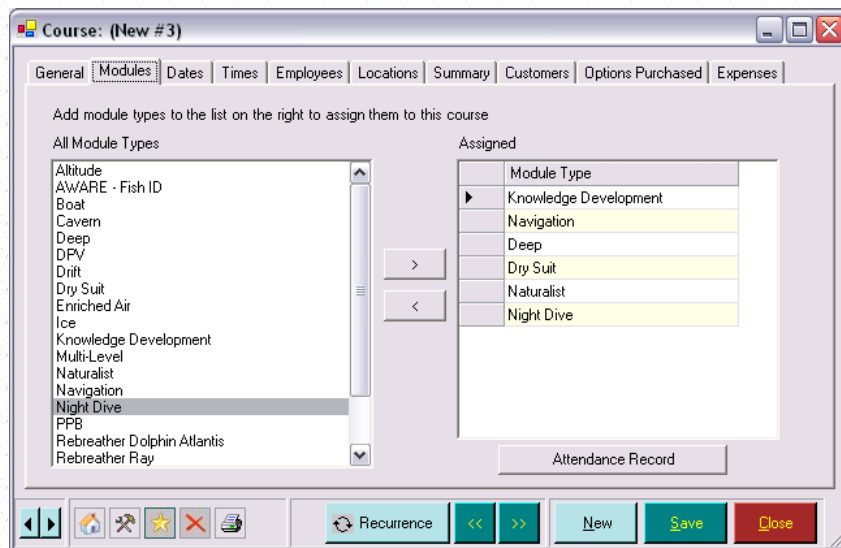 Course: (New #3)
General Modules Dates Times Employees Locations Summary Customers Options Purchased Expenses
Add module types to the list on the right to assign them to this course
All Module Types
Assigned
Altitude
AWARE - Fish ID
Boat
Cavern
Deep
DPV
Drift
Dry Suit
Enriched Air
Ice
Knowledge Development
Multi-Level
Naturalist
Navigation
Night Dive
PPB
Rebreather Dolphin Atlantis
Rebreather Ray
>
<
Module Type
Knowledge Development
Navigation
Deep
Dry Suit
Naturalist
Night Dive
Attendance Record
Recurrence << >> New Save Close